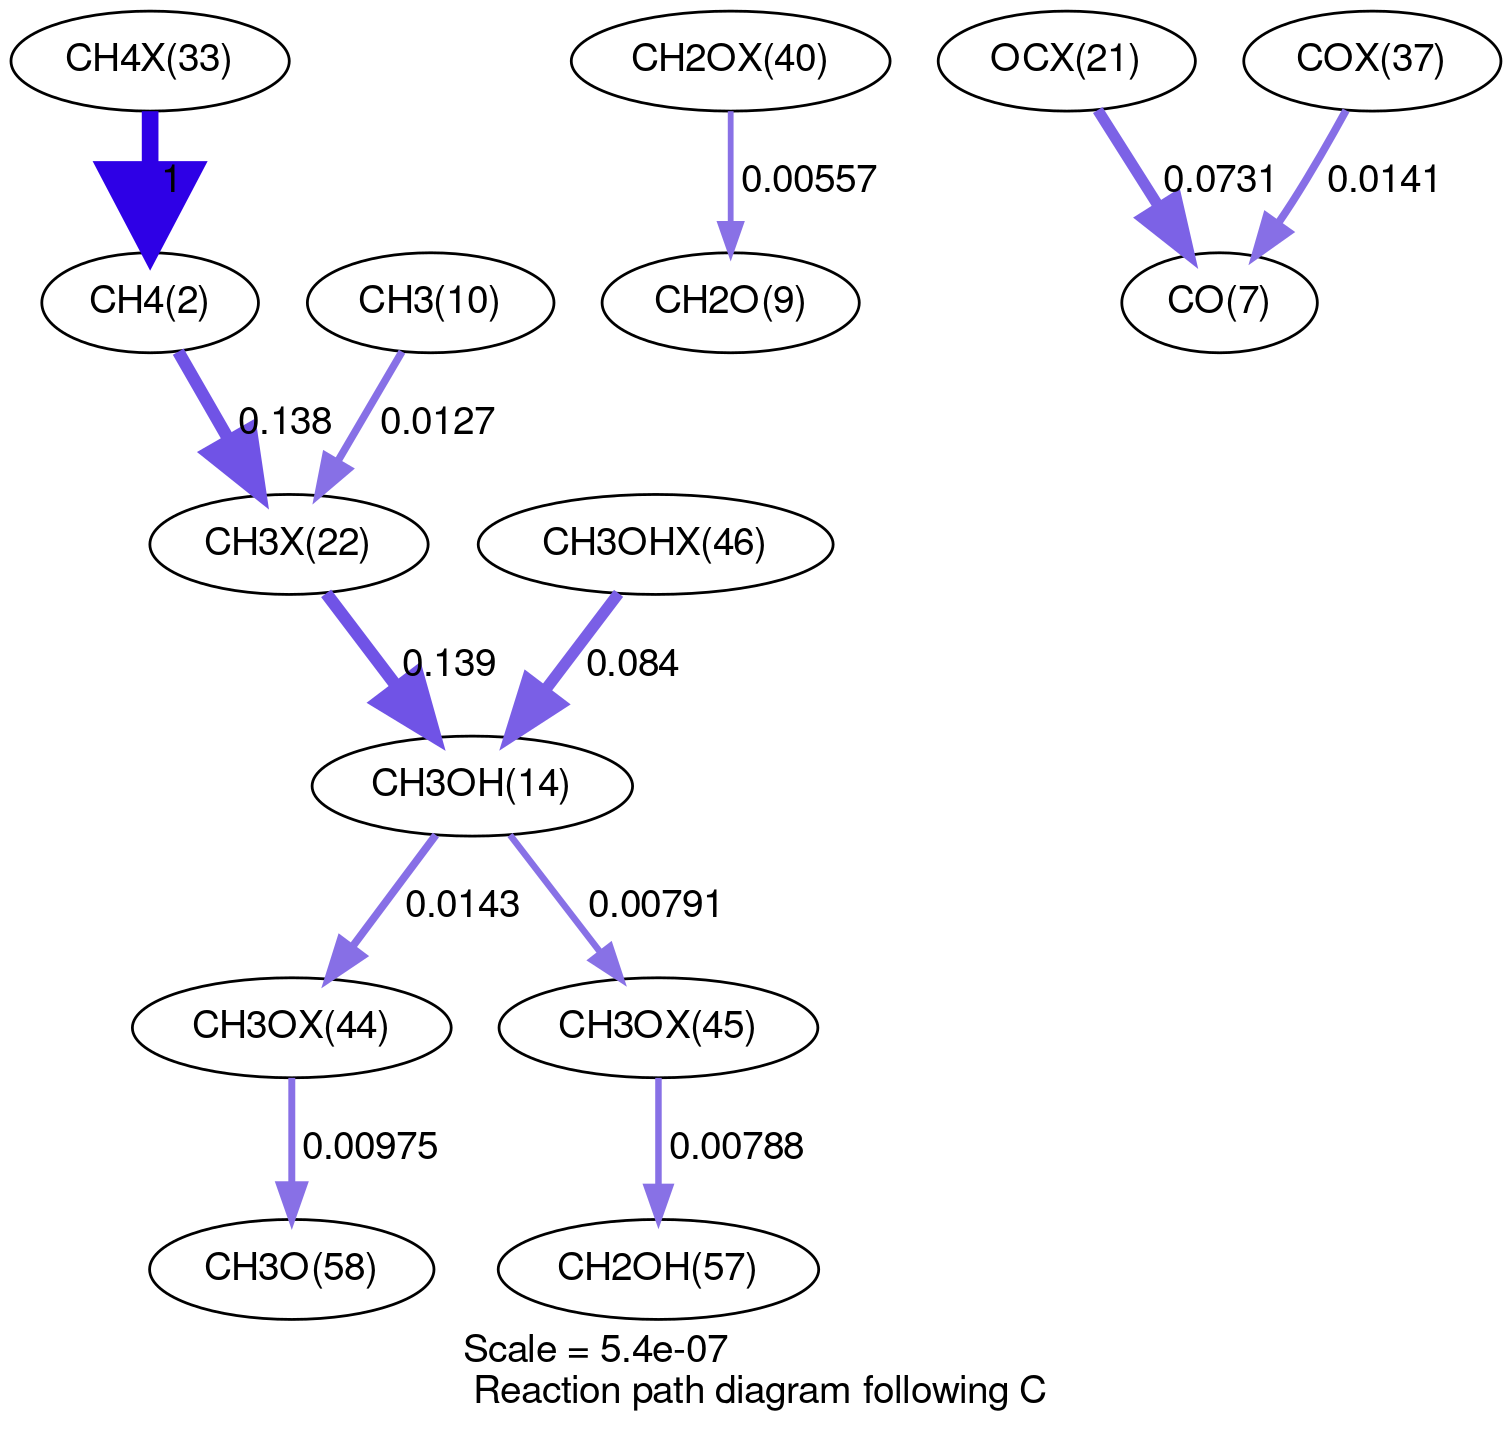 CH4X(33)
CH2OX(40)
OCX(21)
COX(37)
1
0.00557
0.0731
0.0141
CH4(2)
CH3(10)
CH2O(9)
CO(7)
0.138
0.0127
CH3X(22)
CH3OHX(46)
0.139
0.084
CH3OH(14)
0.0143
0.00791
CH3OX(44)
CH3OX(45)
0.00975
0.00788
CH3O(58)
CH2OH(57)
Scale = 5.4e-07
Reaction path diagram following C